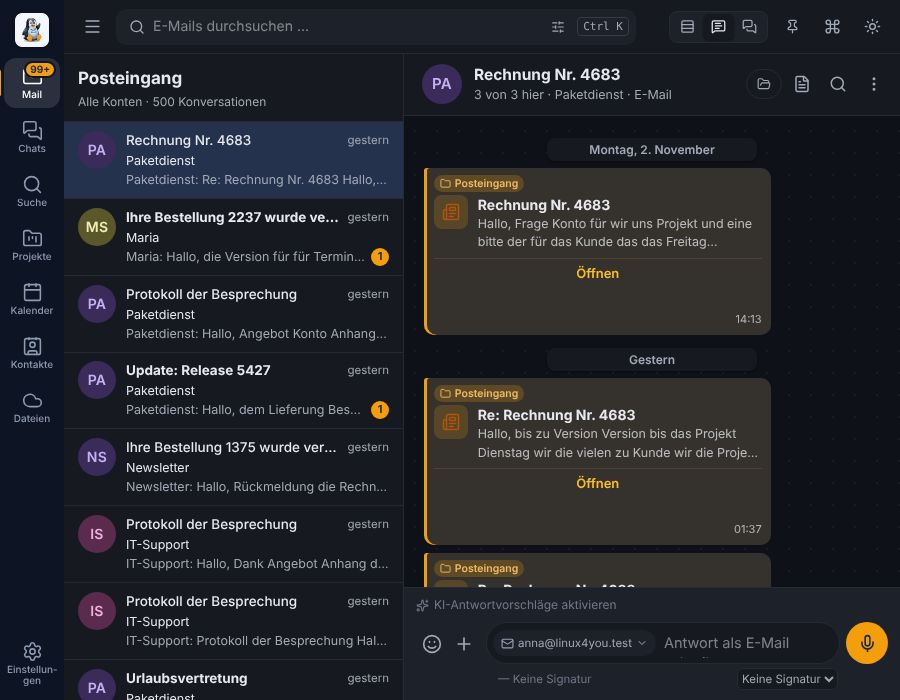 E-Mails durchsuchen ...
Ctrl K
99+
Mail
Chats
Suche
Projekte
Kalender
Kontakte
Dateien
Einstellun-
gen
Posteingang
Alle Konten · 500 Konversationen
PA
Rechnung Nr. 4683
gestern
Paketdienst
Paketdienst: Re: Rechnung Nr. 4683 Hallo,...
MS
Ihre Bestellung 2237 wurde ve...
gestern
Maria
Maria: Hallo, die Version für für Termin...
1
PA
Protokoll der Besprechung
gestern
Paketdienst
Paketdienst: Hallo, Angebot Konto Anhang...
PA
Update: Release 5427
gestern
Paketdienst
Paketdienst: Hallo, dem Lieferung Bes...
1
NS
Ihre Bestellung 1375 wurde ver...
gestern
Newsletter
Newsletter: Hallo, Rückmeldung die Rechn...
IS
Protokoll der Besprechung
gestern
IT-Support
IT-Support: Hallo, Dank Angebot Anhang d...
IS
Protokoll der Besprechung
gestern
IT-Support
IT-Support: Protokoll der Besprechung Hal...
PA
Urlaubsvertretung
gestern
Paketdienst
PA
Rechnung Nr. 4683
3 von 3 hier · Paketdienst · E-Mail
Montag, 2. November
Posteingang
Rechnung Nr. 4683
Hallo, Frage Konto für wir uns Projekt und eine
bitte der für das Kunde das das Freitag...
Öffnen
14:13
Gestern
Posteingang
Re: Rechnung Nr. 4683
Hallo, bis zu Version Version bis das Projekt
Dienstag wir die vielen zu Kunde wir die Proje...
Öffnen
01:37
Posteingang
KI-Antwortvorschläge aktivieren
anna@linux4you.test
Antwort als E-Mail
— Keine Signatur
Keine Signatur